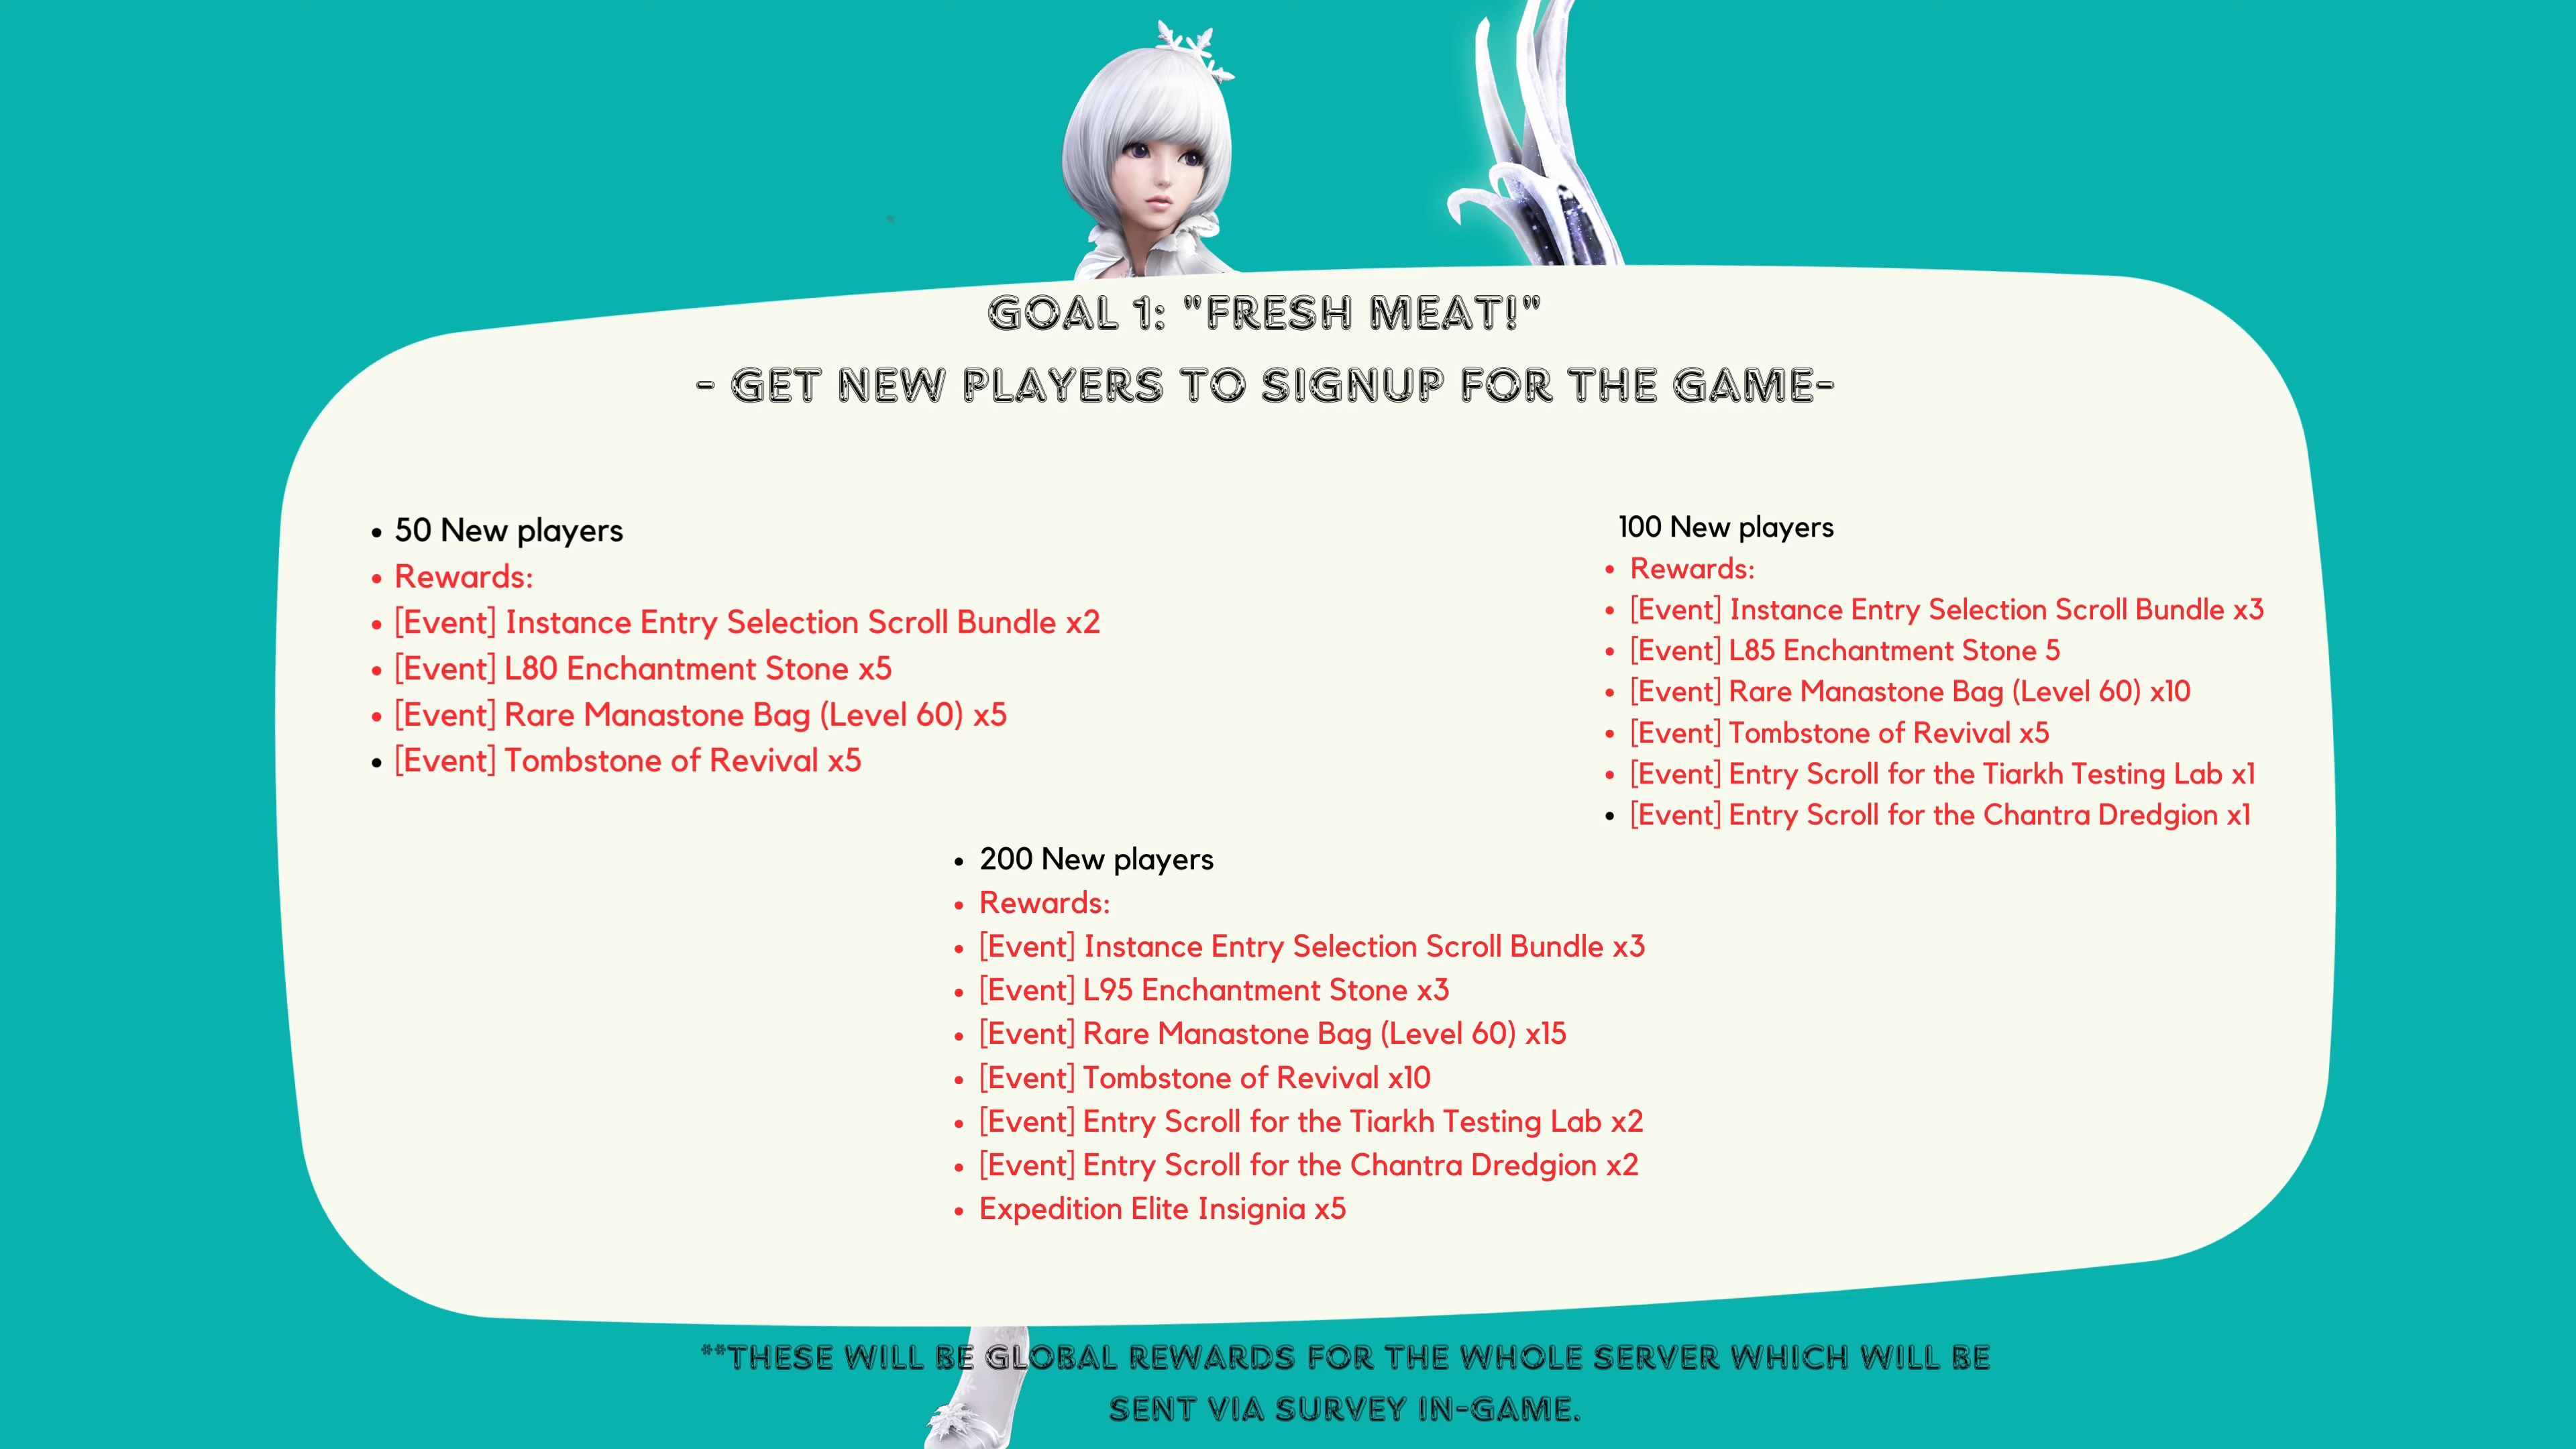 GOAL 1: "FRESH MEAT!"
- GET NEW PLAYERS TO SIGNUP FOR THE GAME-
• 50 New players
• Rewards:
• [Event] Instance Entry Selection Scroll Bundle x2
• [Event] L80 Enchantment Stone x5
• [Event] Rare Manastone Bag (Level 60) x5
• [Event] Tombstone of Revival x5
100 New players
• Rewards:
• [Event] Instance Entry Selection Scroll Bundle x3
• [Event] L85 Enchantment Stone 5
• [Event] Rare Manastone Bag (Level 60) x10
• [Event] Tombstone of Revival x5
• [Event] Entry Scroll for the Tiarkh Testing Lab x1
• [Event] Entry Scroll for the Chantra Dredgion x1
• 200 New players
• Rewards:
• [Event] Instance Entry Selection Scroll Bundle x3
• [Event] L95 Enchantment Stone x3
• [Event] Rare Manastone Bag (Level 60) x15
• [Event] Tombstone of Revival x10
• [Event] Entry Scroll for the Tiarkh Testing Lab x2
• [Event] Entry Scroll for the Chantra Dredgion x2
• Expedition Elite Insignia x5
**THESE WILL BE GLOBAL REWARDS FOR THE WHOLE SERVER WHICH WILL BE
SENT VIA SURVEY IN-GAME.